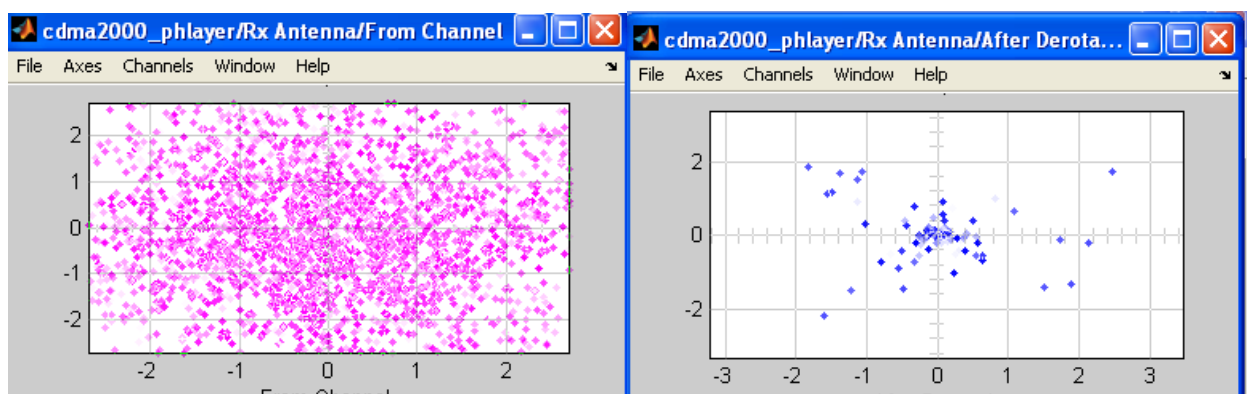 cdma2000_phlayer/Rx Antenna/From Channel
File Axes Channels Window Help
2
1
0
-1
-2
-2 -1 0 1 2
From Channel
cdma2000_phlayer/Rx Antenna/After Derota...
File Axes Channels Window Help
2
0
-2
-3 -2 -1 0 1 2 3